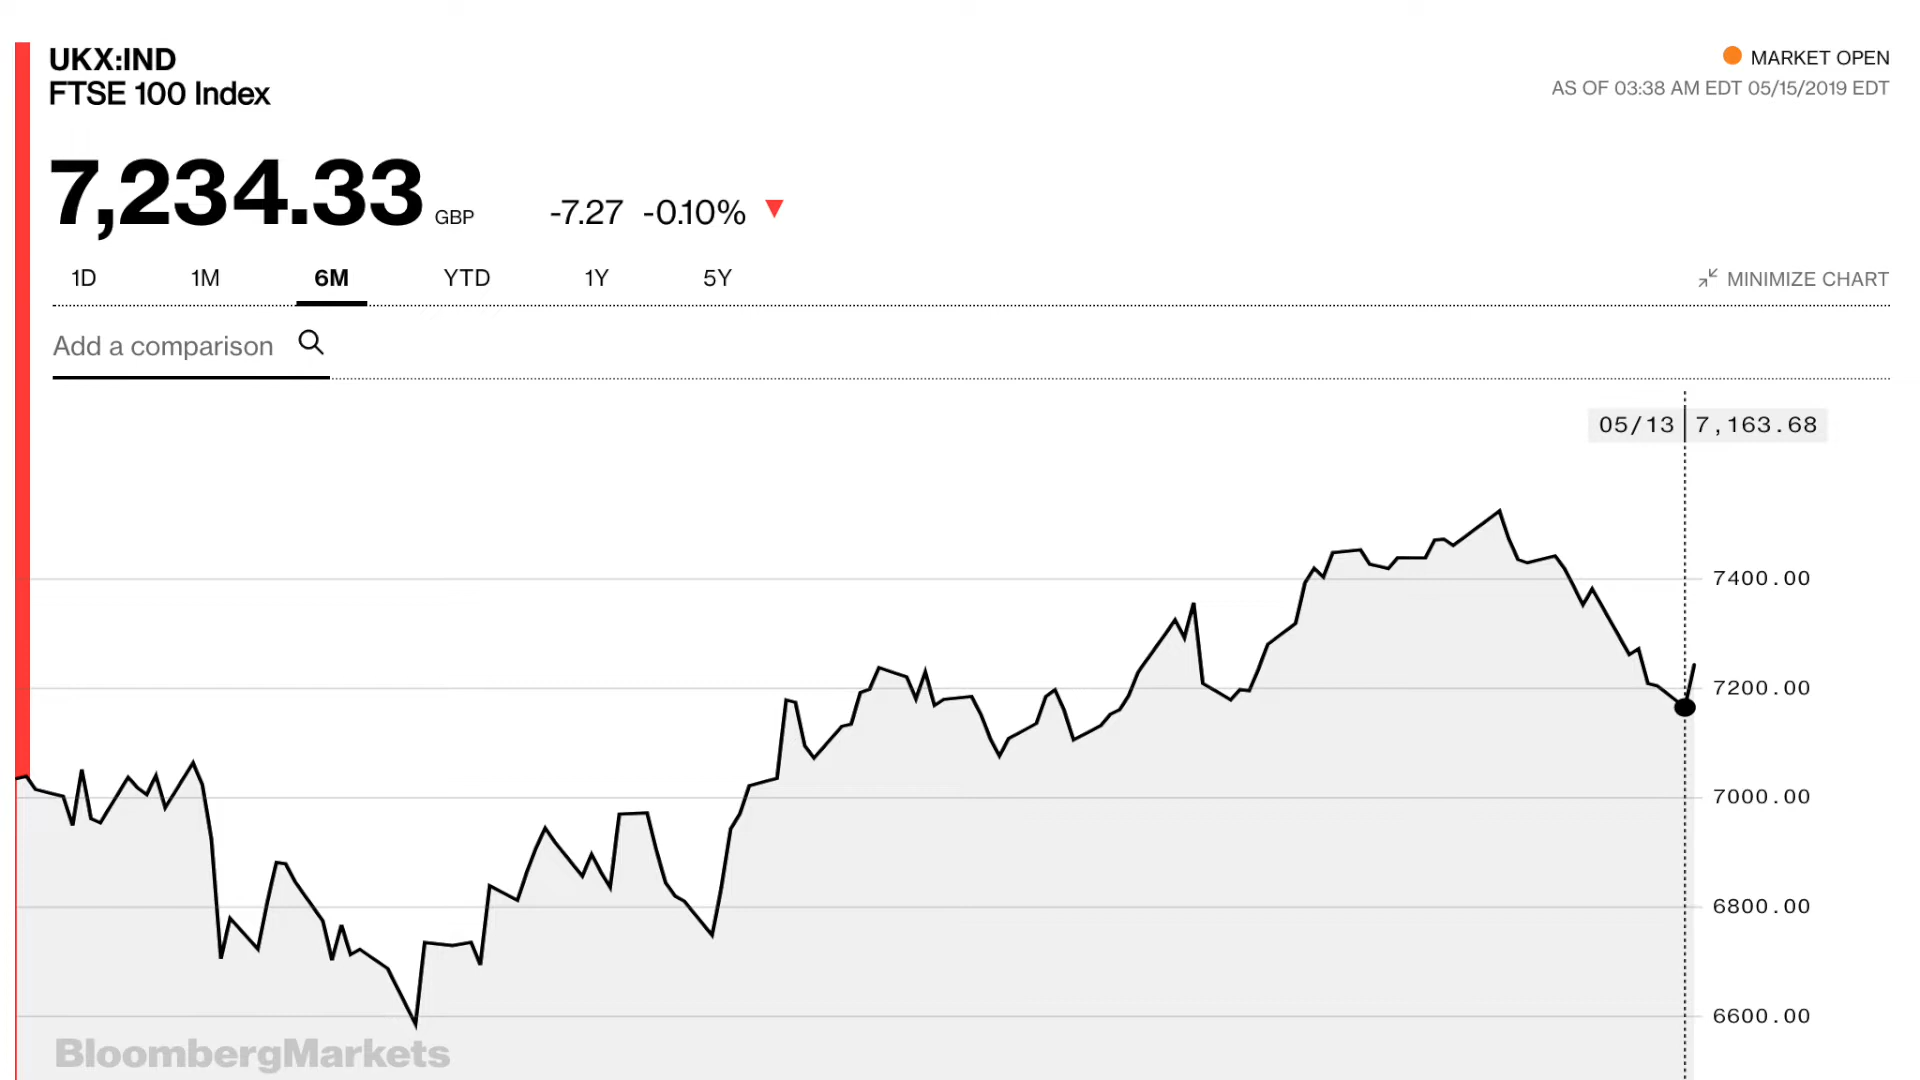 UKX:IND
FTSE 100 Index
MARKET OPEN
AS OF 03:38 AM EDT 05/15/2019 EDT
7,234.33 GBP -7.27 -0.10%
1D 1M 6M YTD 1Y 5Y
MINIMIZE CHART
Add a comparison
05/13 7,163.68
7400.00
7200.00
7000.00
6800.00
6600.00
BloombergMarkets